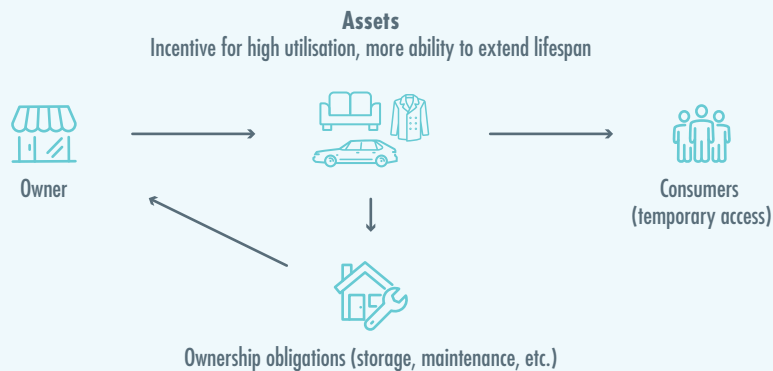 Assets
Incentive for high utilisation, more ability to extend lifespan
Owner
Consumers
(temporary access)
Ownership obligations (storage, maintenance, etc.)